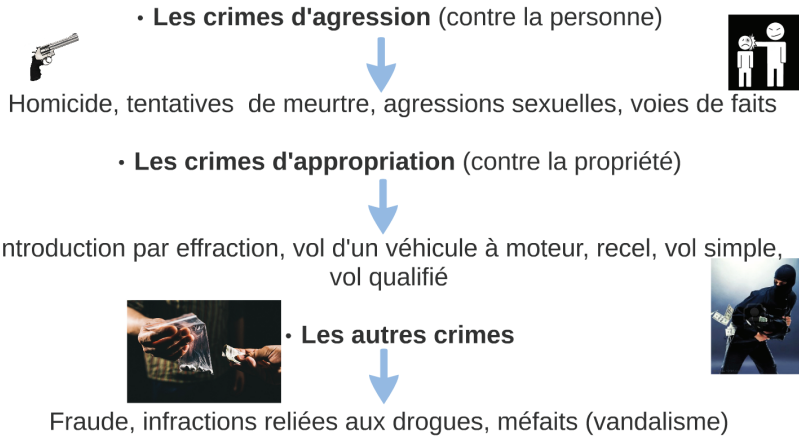 • Les crimes d'agression (contre la personne)
Homicide, tentatives  de meurtre, agressions sexuelles, voies de faits
• Les crimes d'appropriation (contre la propriété)
ntroduction par effraction, vol d'un véhicule à moteur, recel, vol simple,
vol qualifié
• Les autres crimes
Fraude, infractions reliées aux drogues, méfaits (vandalisme)